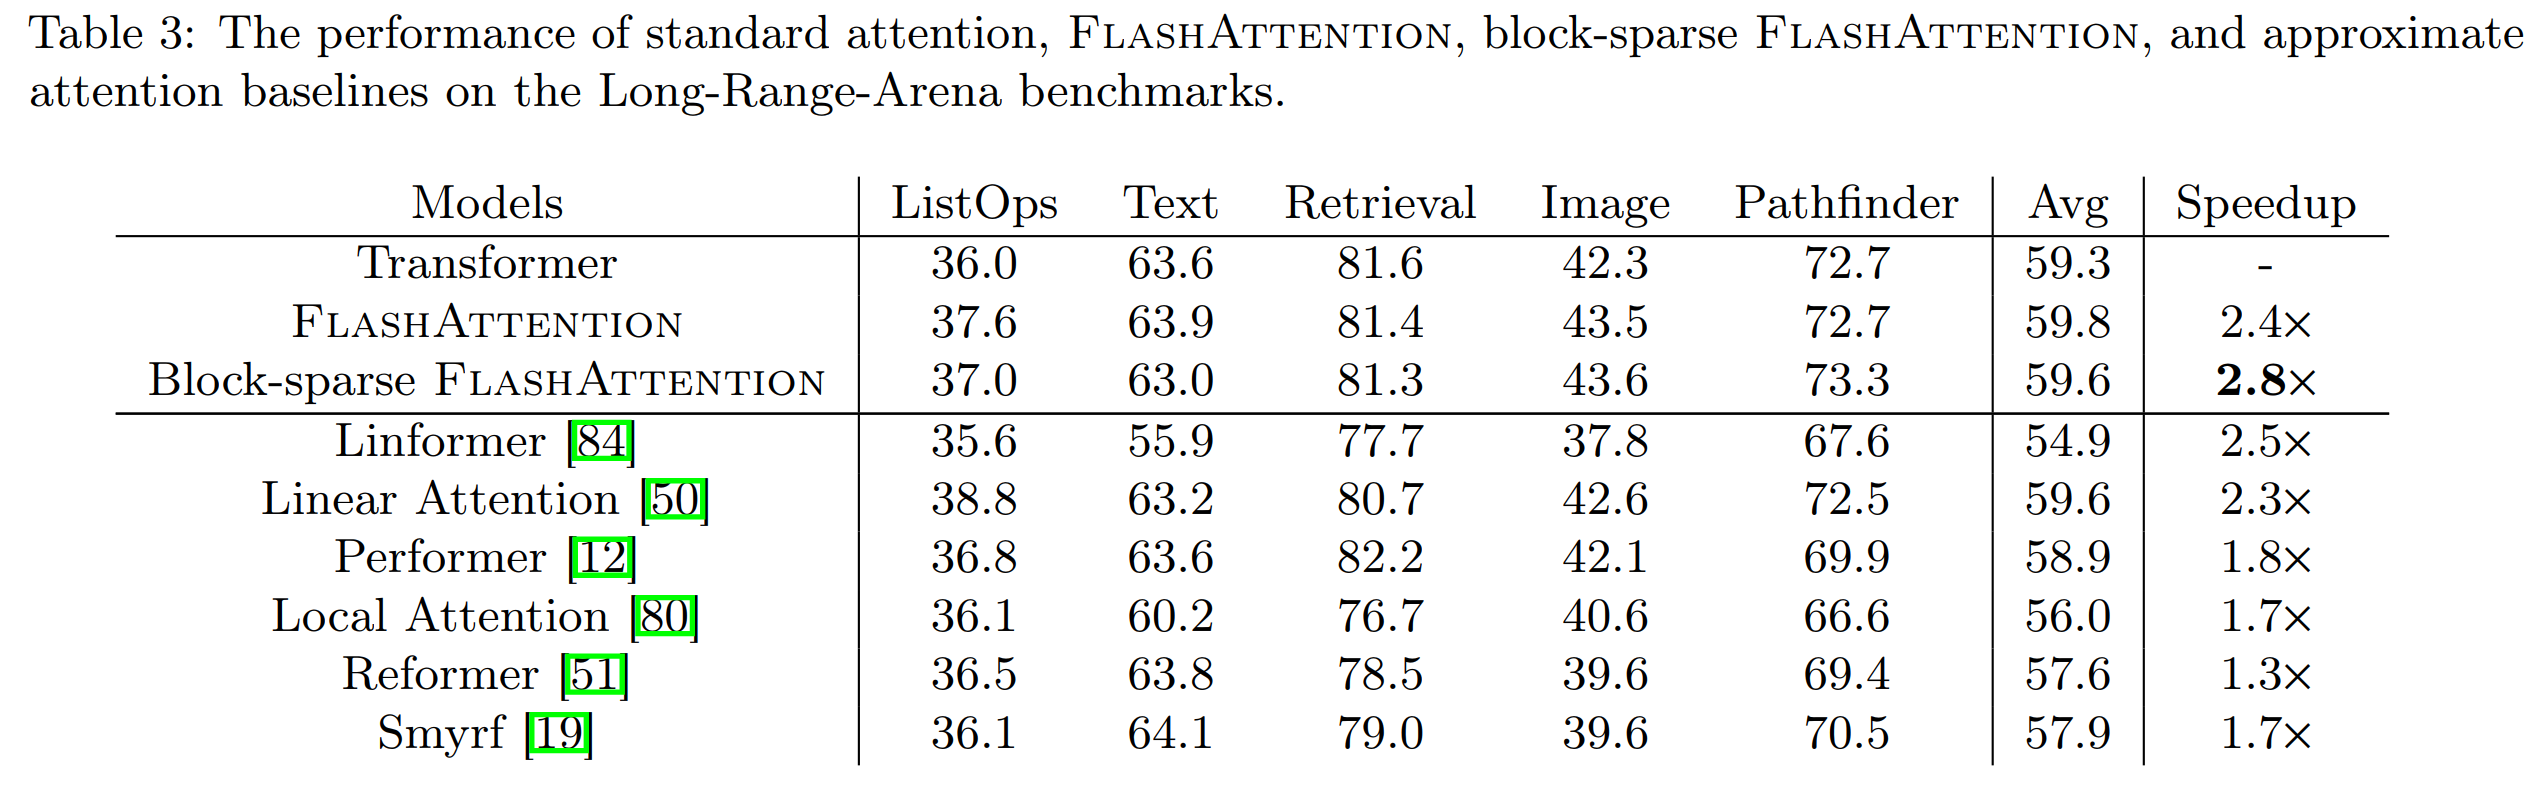 Table 3: The performance of standard attention, FLASHATTENTION, block-sparse FLASHATTENTION, and approximate
attention baselines on the Long-Range-Arena benchmarks.
Models ListOps Text Retrieval Image Pathfinder Avg Speedup
Transformer 36.0 63.6 81.6 42.3 72.7 59.3 -
FLASHATTENTION 37.6 63.9 81.4 43.5 72.7 59.8 2.4×
Block-sparse FLASHATTENTION 37.0 63.0 81.3 43.6 73.3 59.6 2.8×
Linformer [84] 35.6 55.9 77.7 37.8 67.6 54.9 2.5×
Linear Attention [50] 38.8 63.2 80.7 42.6 72.5 59.6 2.3×
Performer [12] 36.8 63.6 82.2 42.1 69.9 58.9 1.8×
Local Attention [80] 36.1 60.2 76.7 40.6 66.6 56.0 1.7×
Reformer [51] 36.5 63.8 78.5 39.6 69.4 57.6 1.3×
Smyrf [19] 36.1 64.1 79.0 39.6 70.5 57.9 1.7×